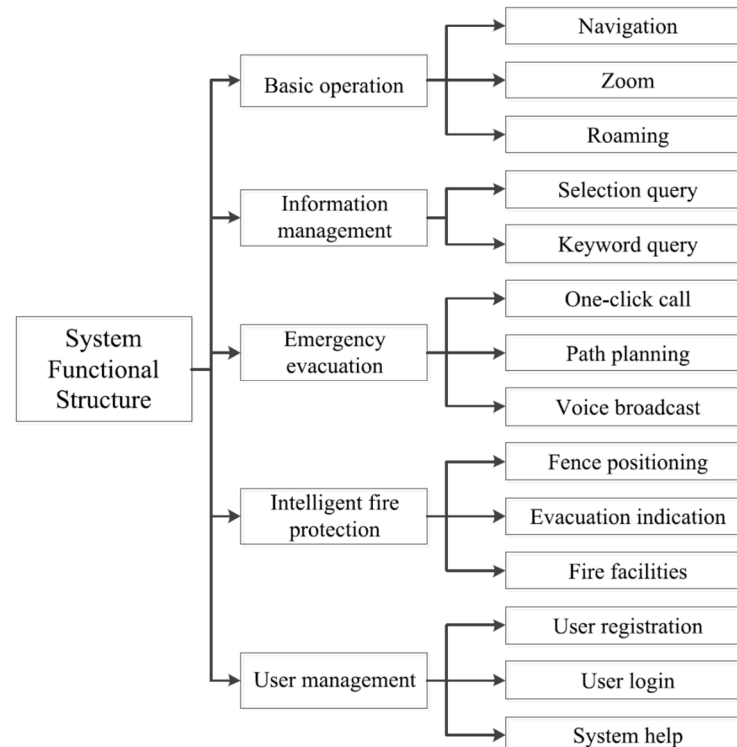 System
Functional
Structure
Basic operation
Navigation
Zoom
Roaming
Information
management
Selection query
Keyword query
Emergency
evacuation
One-click call
Path planning
Voice broadcast
Intelligent fire
protection
Fence positioning
Evacuation indication
Fire facilities
User management
User registration
User login
System help